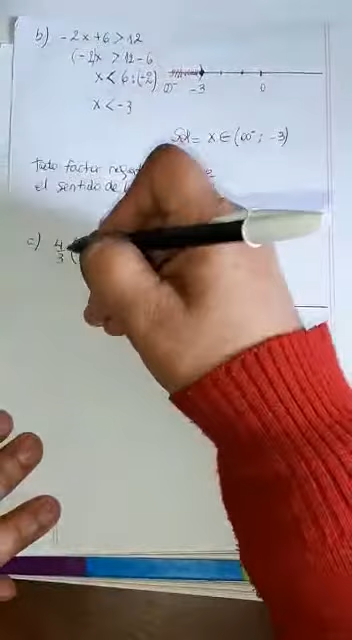 b) -2x+6>12
(-2)x > 12-6
x < 6:(-2)
∞⁻ -3 0
x < -3
Sol = x ∈ (∞⁻ ; -3)
Todo factor
el sentido de
c) 4/3 (